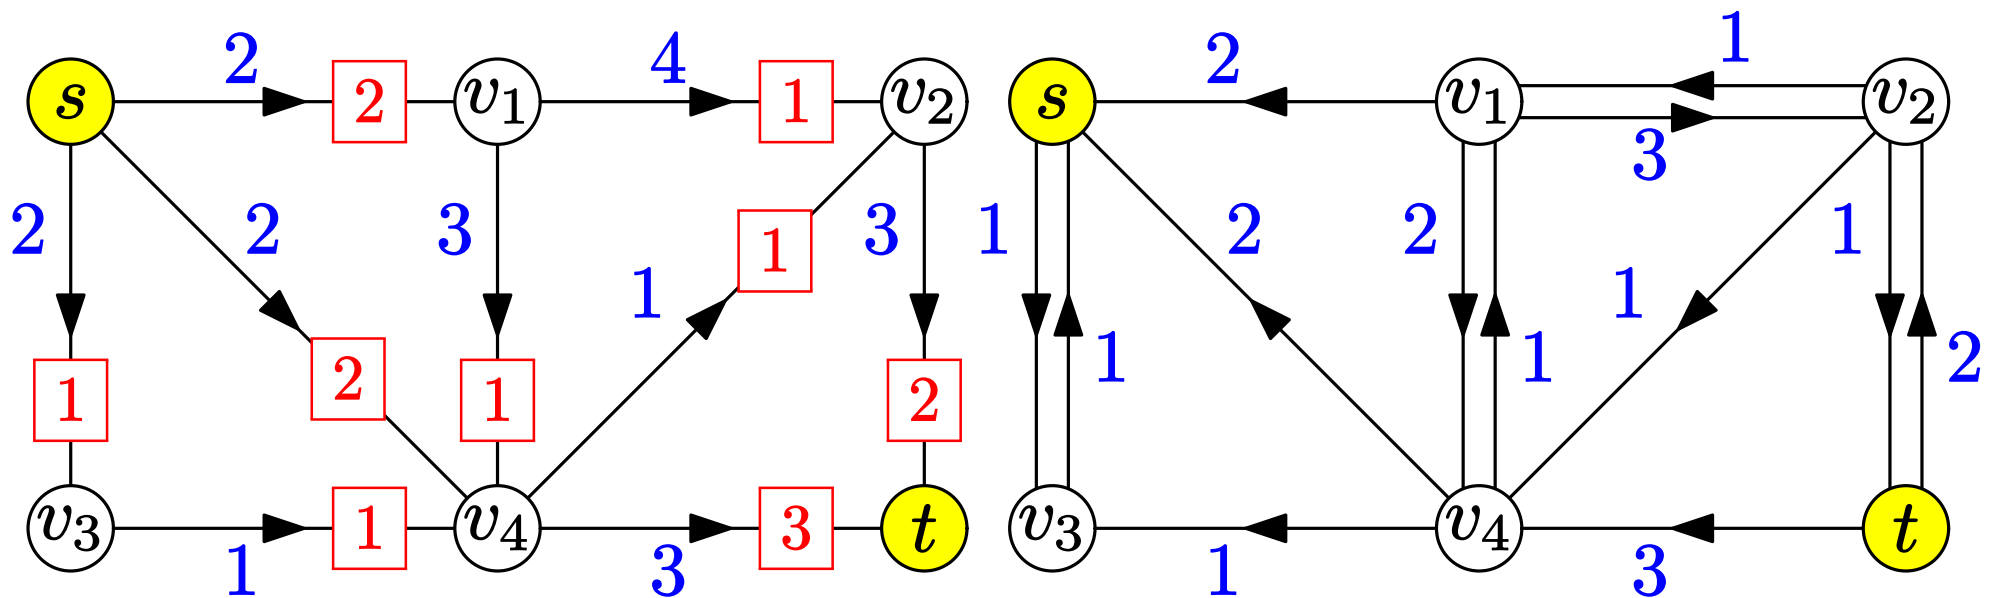 2 4 1
s 2 v1 1 v2 s 2 v1 3 v2
2 2 3 3 1 2 2 1
1 1 1
1 2 1 2 1 1 2
v3 1 v4 3 t v3 v4 t
1 3 1 3